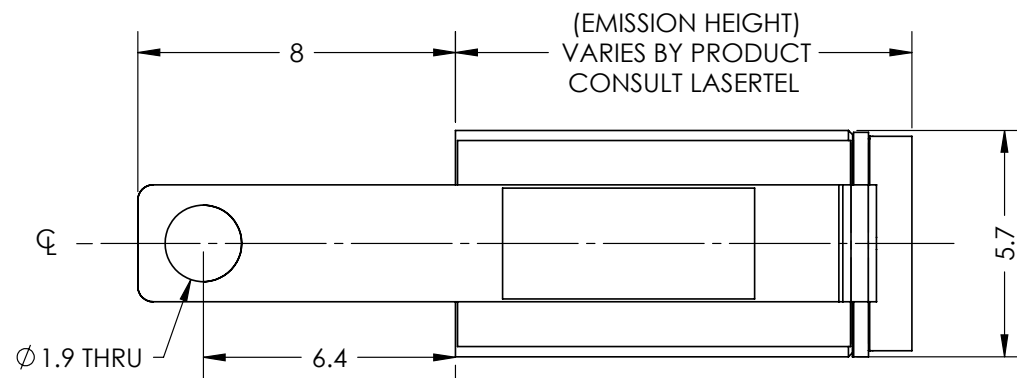 (EMISSION HEIGHT)
8
VARIES BY PRODUCT
CONSULT LASERTEL
℄
5.7
∅1.9 THRU
6.4